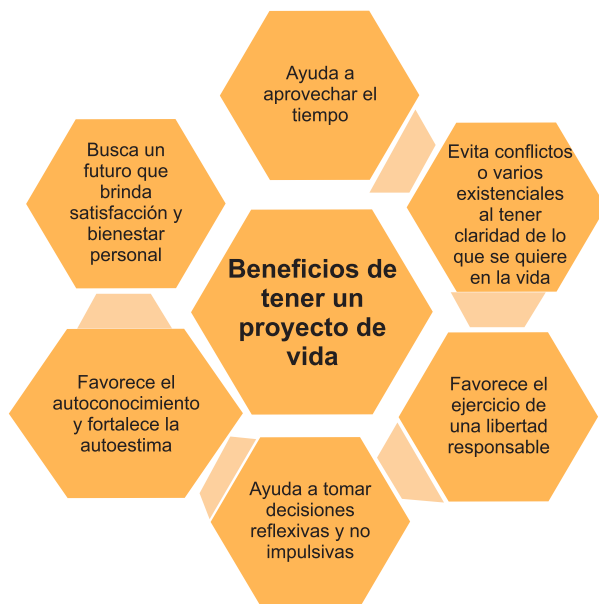 Ayuda a
aprovechar el
tiempo
Evita conflictos
o varios
existenciales
al tener
claridad de lo
que se quiere
en la vida
Favorece el
ejercicio de
una libertad
responsable
Ayuda a tomar
decisiones
reflexivas y no
impulsivas
Favorece el
autoconocimiento
y fortalece la
autoestima
Busca un
futuro que
brinda
satisfacción y
bienestar
personal
Beneficios de
tener un
proyecto de
vida